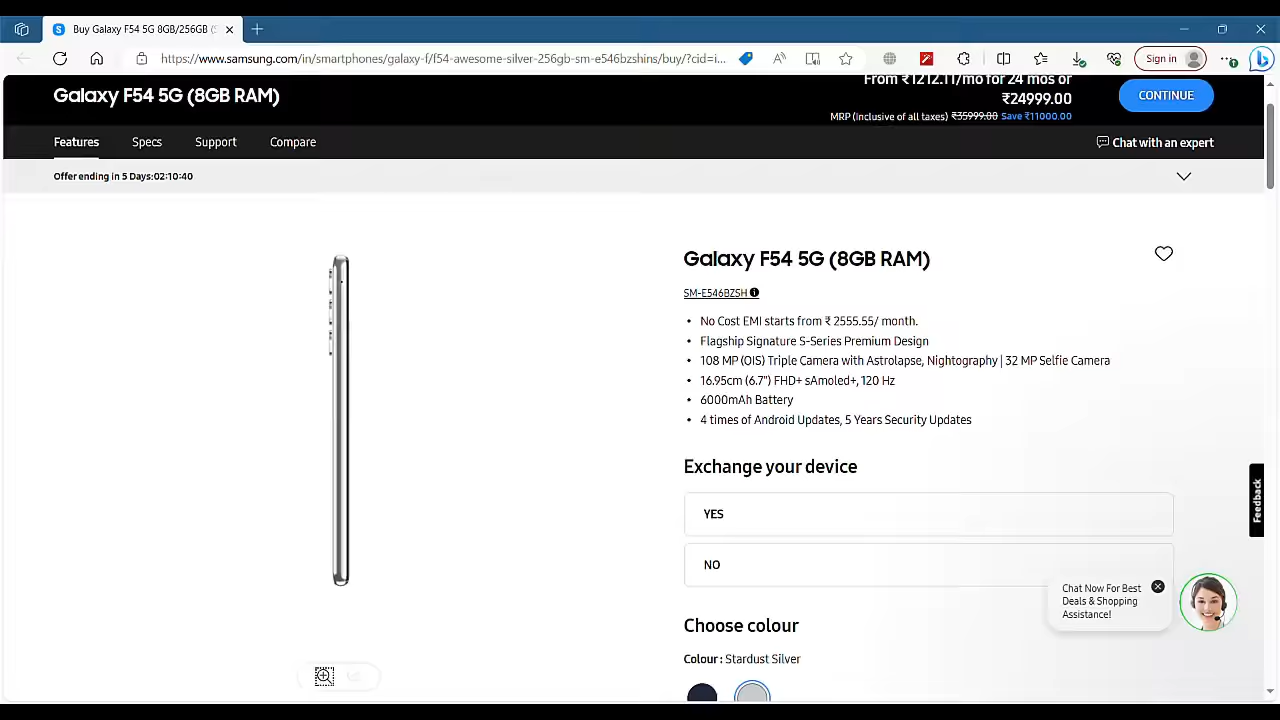 Buy Galaxy F54 5G 8GB/256GB (S
https://www.samsung.com/in/smartphones/galaxy-f/f54-awesome-silver-256gb-sm-e546bzshins/buy/?cid=i...
Sign in
Galaxy F54 5G (8GB RAM)
From ₹1212.11/mo for 24 mos or
₹24999.00
MRP (Inclusive of all taxes) ₹35999.00 Save ₹11000.00
CONTINUE
Features
Specs
Support
Compare
Chat with an expert
Offer ending in 5 Days:02:10:40
Galaxy F54 5G (8GB RAM)
SM-E546BZSH
• No Cost EMI starts from ₹ 2555.55/ month.
• Flagship Signature S-Series Premium Design
• 108 MP (OIS) Triple Camera with Astrolapse, Nightography | 32 MP Selfie Camera
• 16.95cm (6.7") FHD+ sAmoled+, 120 Hz
• 6000mAh Battery
• 4 times of Android Updates, 5 Years Security Updates
Exchange your device
YES
NO
Feedback
Chat Now For Best
Deals & Shopping
Assistance!
Choose colour
Colour : Stardust Silver